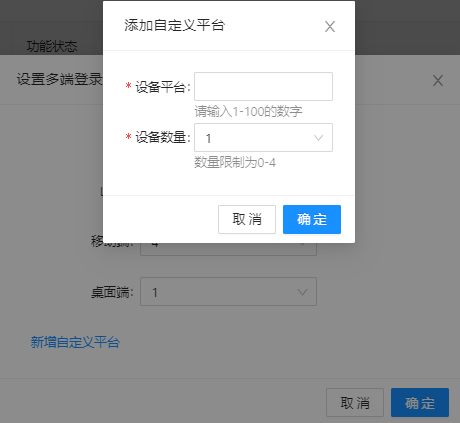 添加自定义平台
功能状态
设置多端登录
* 设备平台:
请输入1-100的数字
* 设备数量: 1
数量限制为0-4
取消 确定
移动端: 4
桌面端: 1
新增自定义平台
取消 确定